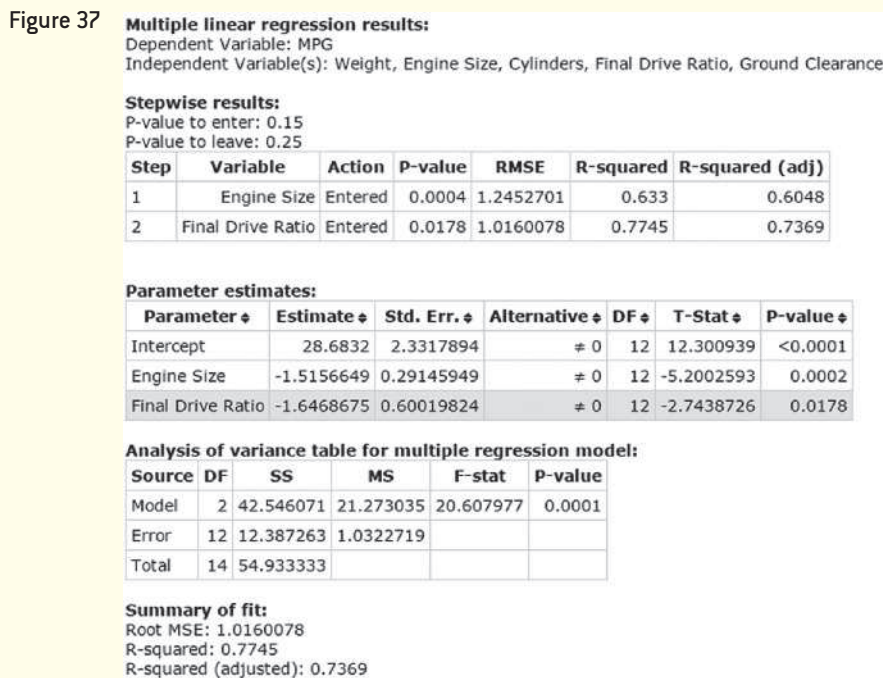 Figure 37
Multiple linear regression results:
Dependent Variable: MPG
Independent Variable(s): Weight, Engine Size, Cylinders, Final Drive Ratio, Ground Clearance
Stepwise results:
P-value to enter: 0.15
P-value to leave: 0.25
Step Variable Action P-value RMSE R-squared R-squared (adj)
1 Engine Size Entered 0.0004 1.2452701 0.633 0.6048
2 Final Drive Ratio Entered 0.0178 1.0160078 0.7745 0.7369
Parameter estimates:
Parameter Estimate Std. Err. Alternative DF T-Stat P-value
Intercept 28.6832 2.3317894 ≠ 0 12 12.300939 <0.0001
Engine Size -1.5156649 0.29145949 ≠ 0 12 -5.2002593 0.0002
Final Drive Ratio -1.6468675 0.60019824 ≠ 0 12 -2.7438726 0.0178
Analysis of variance table for multiple regression model:
Source DF SS MS F-stat P-value
Model 2 42.546071 21.273035 20.607977 0.0001
Error 12 12.387263 1.0322719
Total 14 54.933333
Summary of fit:
Root MSE: 1.0160078
R-squared: 0.7745
R-squared (adjusted): 0.7369